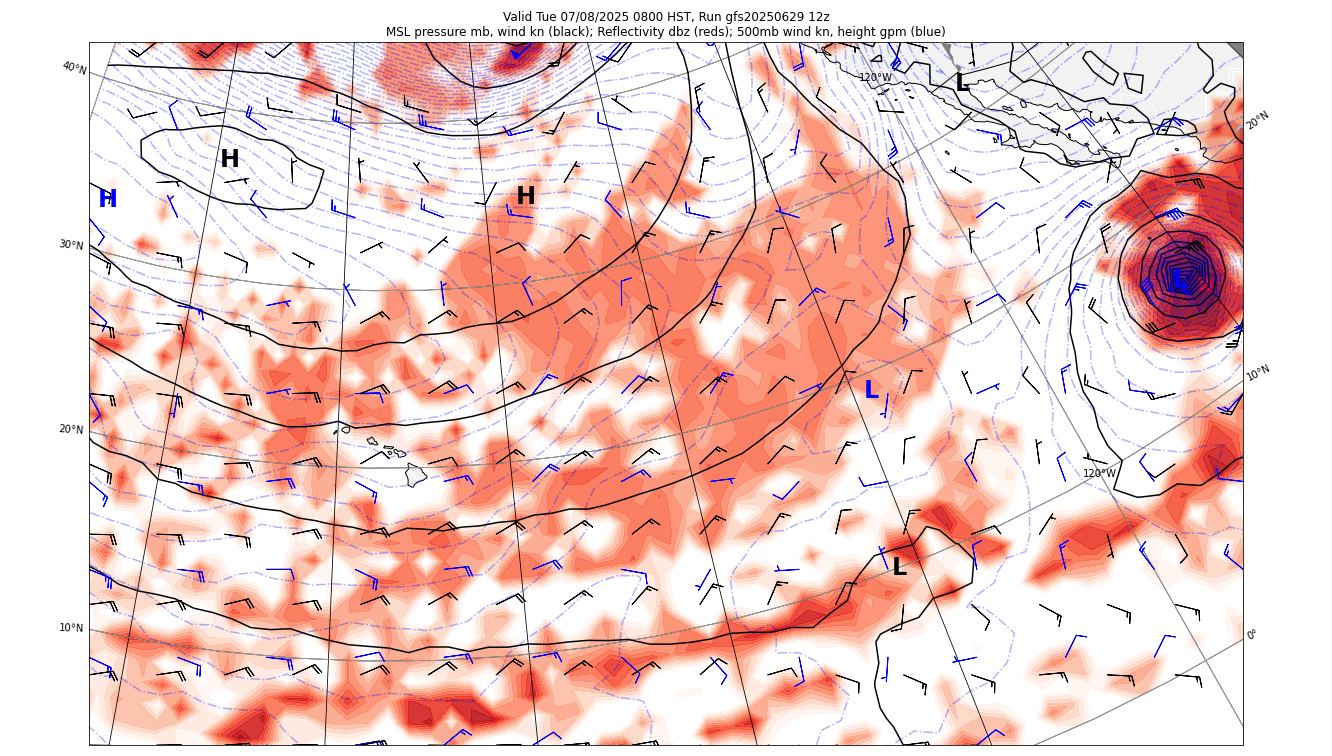 Valid Tue 07/08/2025 0800 HST, Run gfs20250629 12z
MSL pressure mb, wind kn (black); Reflectivity dbz (reds); 500mb wind kn, height gpm (blue)
40°N
120°W
L
20°N
H
H
H
30°N
L
10°N
L
20°N
120°W
L
10°N
0°